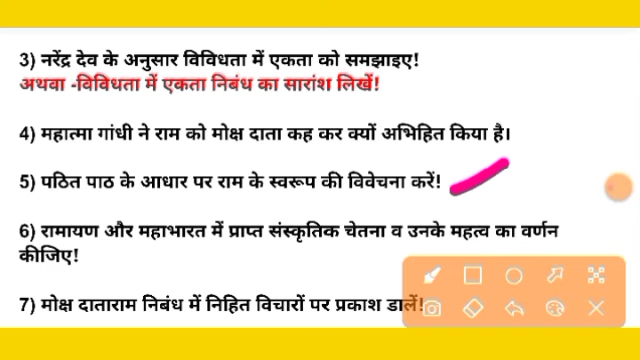 3) नरेंद्र देव के अनुसार विविधता में एकता को समझाइए!
अथवा -विविधता में एकता निबंध का सारांश लिखें!
4) महात्मा गांधी ने राम को मोक्ष दाता कह कर क्यों अभिहित किया है।
5) पठित पाठ के आधार पर राम के स्वरूप की विवेचना करें!
6) रामायण और महाभारत में प्राप्त संस्कृतिक चेतना व उनके महत्व का वर्णन
कीजिए!
7) मोक्ष दाताराम निबंध में निहित विचारों पर प्रकाश डालें!